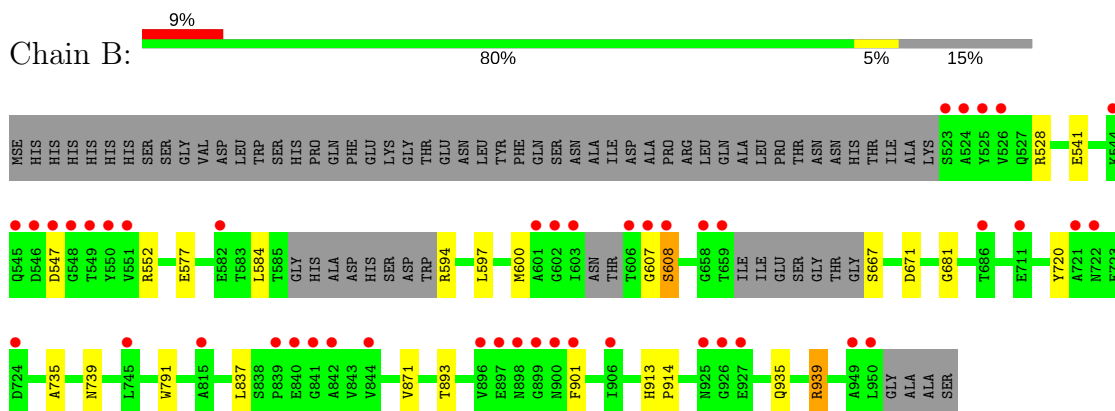 9%
Chain B:
80% 5% 15%
MSE HIS HIS HIS HIS HIS HIS SER SER GLY VAL ASP LEU TRP SER HIS PRO GLN PHE GLU LYS GLY THR GLU ASN LEU TYR PHE GLN SER ASN ALA ILE ASP ALA PRO ARG LEU GLN ALA LEU PRO THR ASN ASN HIS THR ILE ALA LYS S523 A524 Y525 V526 Q527 R528 E541 K544
Q545 D546 D547 G548 T549 Y550 V551 R552 E577 E582 T583 L584 T585 GLY HIS ALA ASP HIS SER ASP TRP R594 L597 M600 A601 G602 I603 ASN THR T606 G607 S608 G658 T659 ILE ILE GLU SER GLY THR GLY S667 D671 G681 T686 E711 Y720 A721 N722 E723
D724 A735 N739 L745 W791 A815 L837 S838 P839 E840 G841 A842 V843 V844 V871 T893 V896 E897 N898 G899 N900 F901 I906 H913 P914 N925 G926 E927 Q935 R939 A949 L950 GLY ALA ALA SER